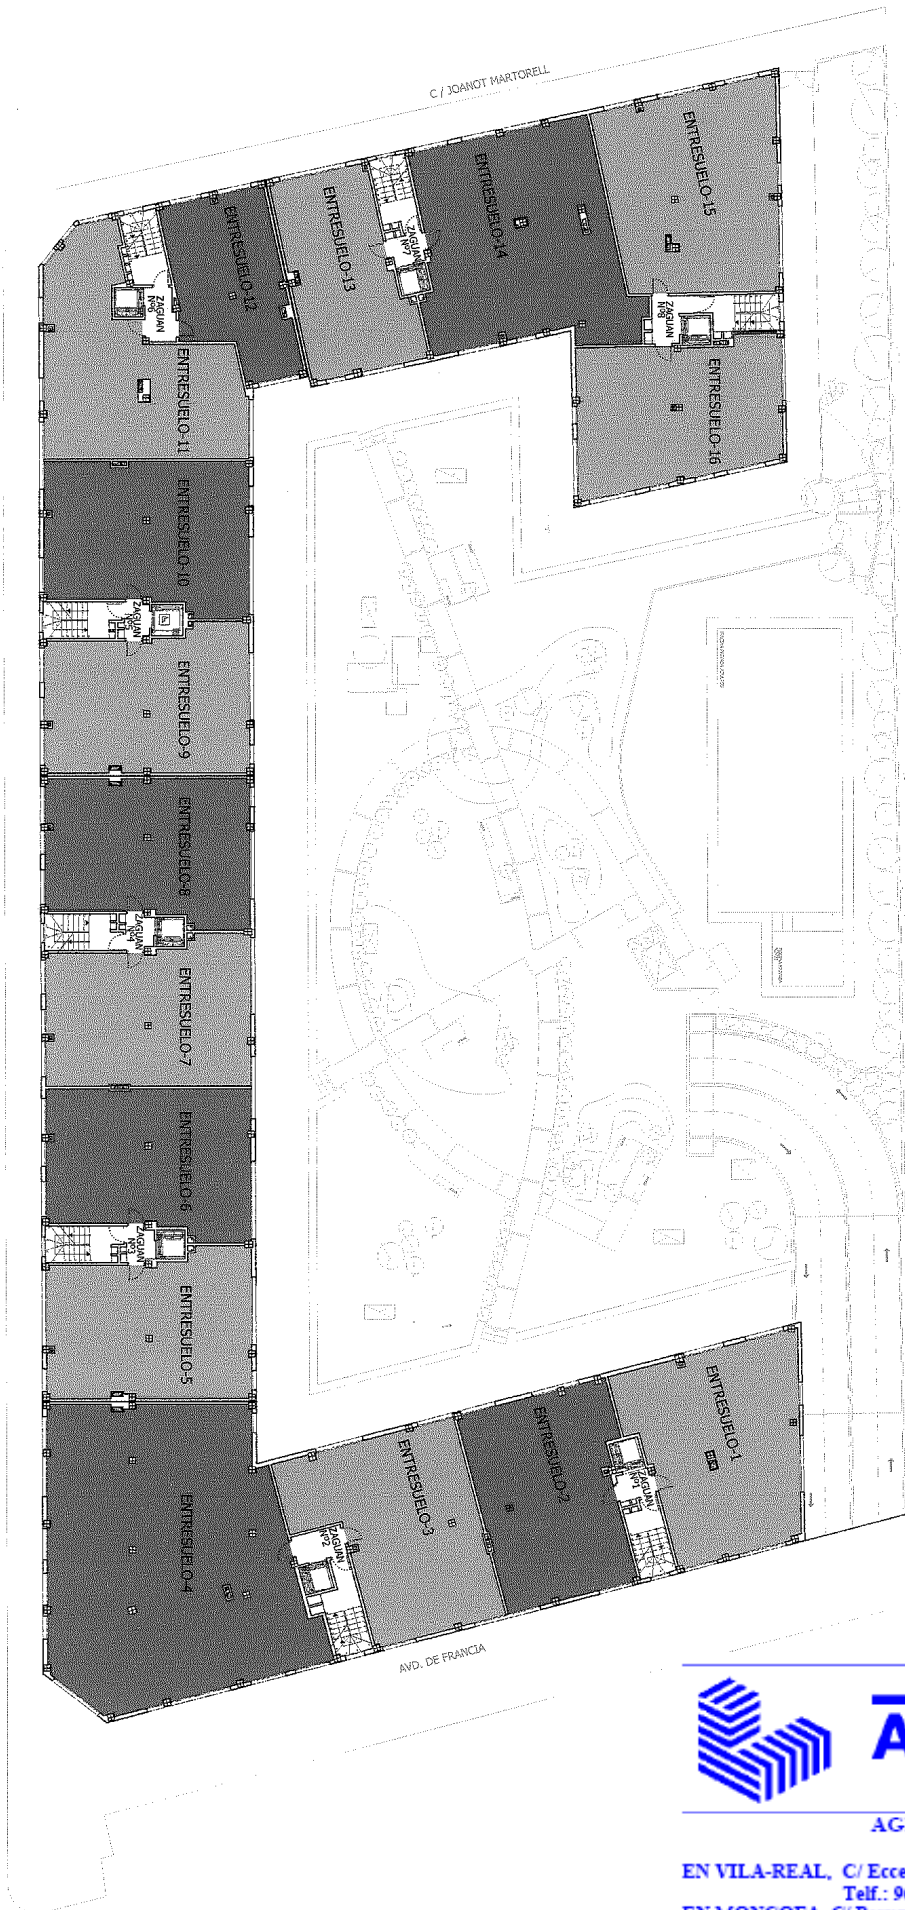 C / JOANOT MARTORELL
ENTRESUELO-15
ENTRESUELO-14
ENTRESUELO-13
ENTRESUELO-12
ZAGUAN
Nº7
ZAGUAN
Nº8
ZAGUAN
Nº6
ENTRESUELO-11
ENTRESUELO-16
ENTRESUELO-10
ZAGUAN
Nº5
ENTRESUELO-9
ENTRESUELO-8
ZAGUAN
Nº4
ENTRESUELO-7
ENTRESUELO-6
ZAGUAN
Nº3
ENTRESUELO-5
ENTRESUELO-1
ENTRESUELO-2
ENTRESUELO-3
ZAGUAN
Nº1
ENTRESUELO-4
ZAGUAN
Nº2
AVD. DE FRANCIA
A
AG
EN VILA-REAL, C/ Ecce
Telf.: 9